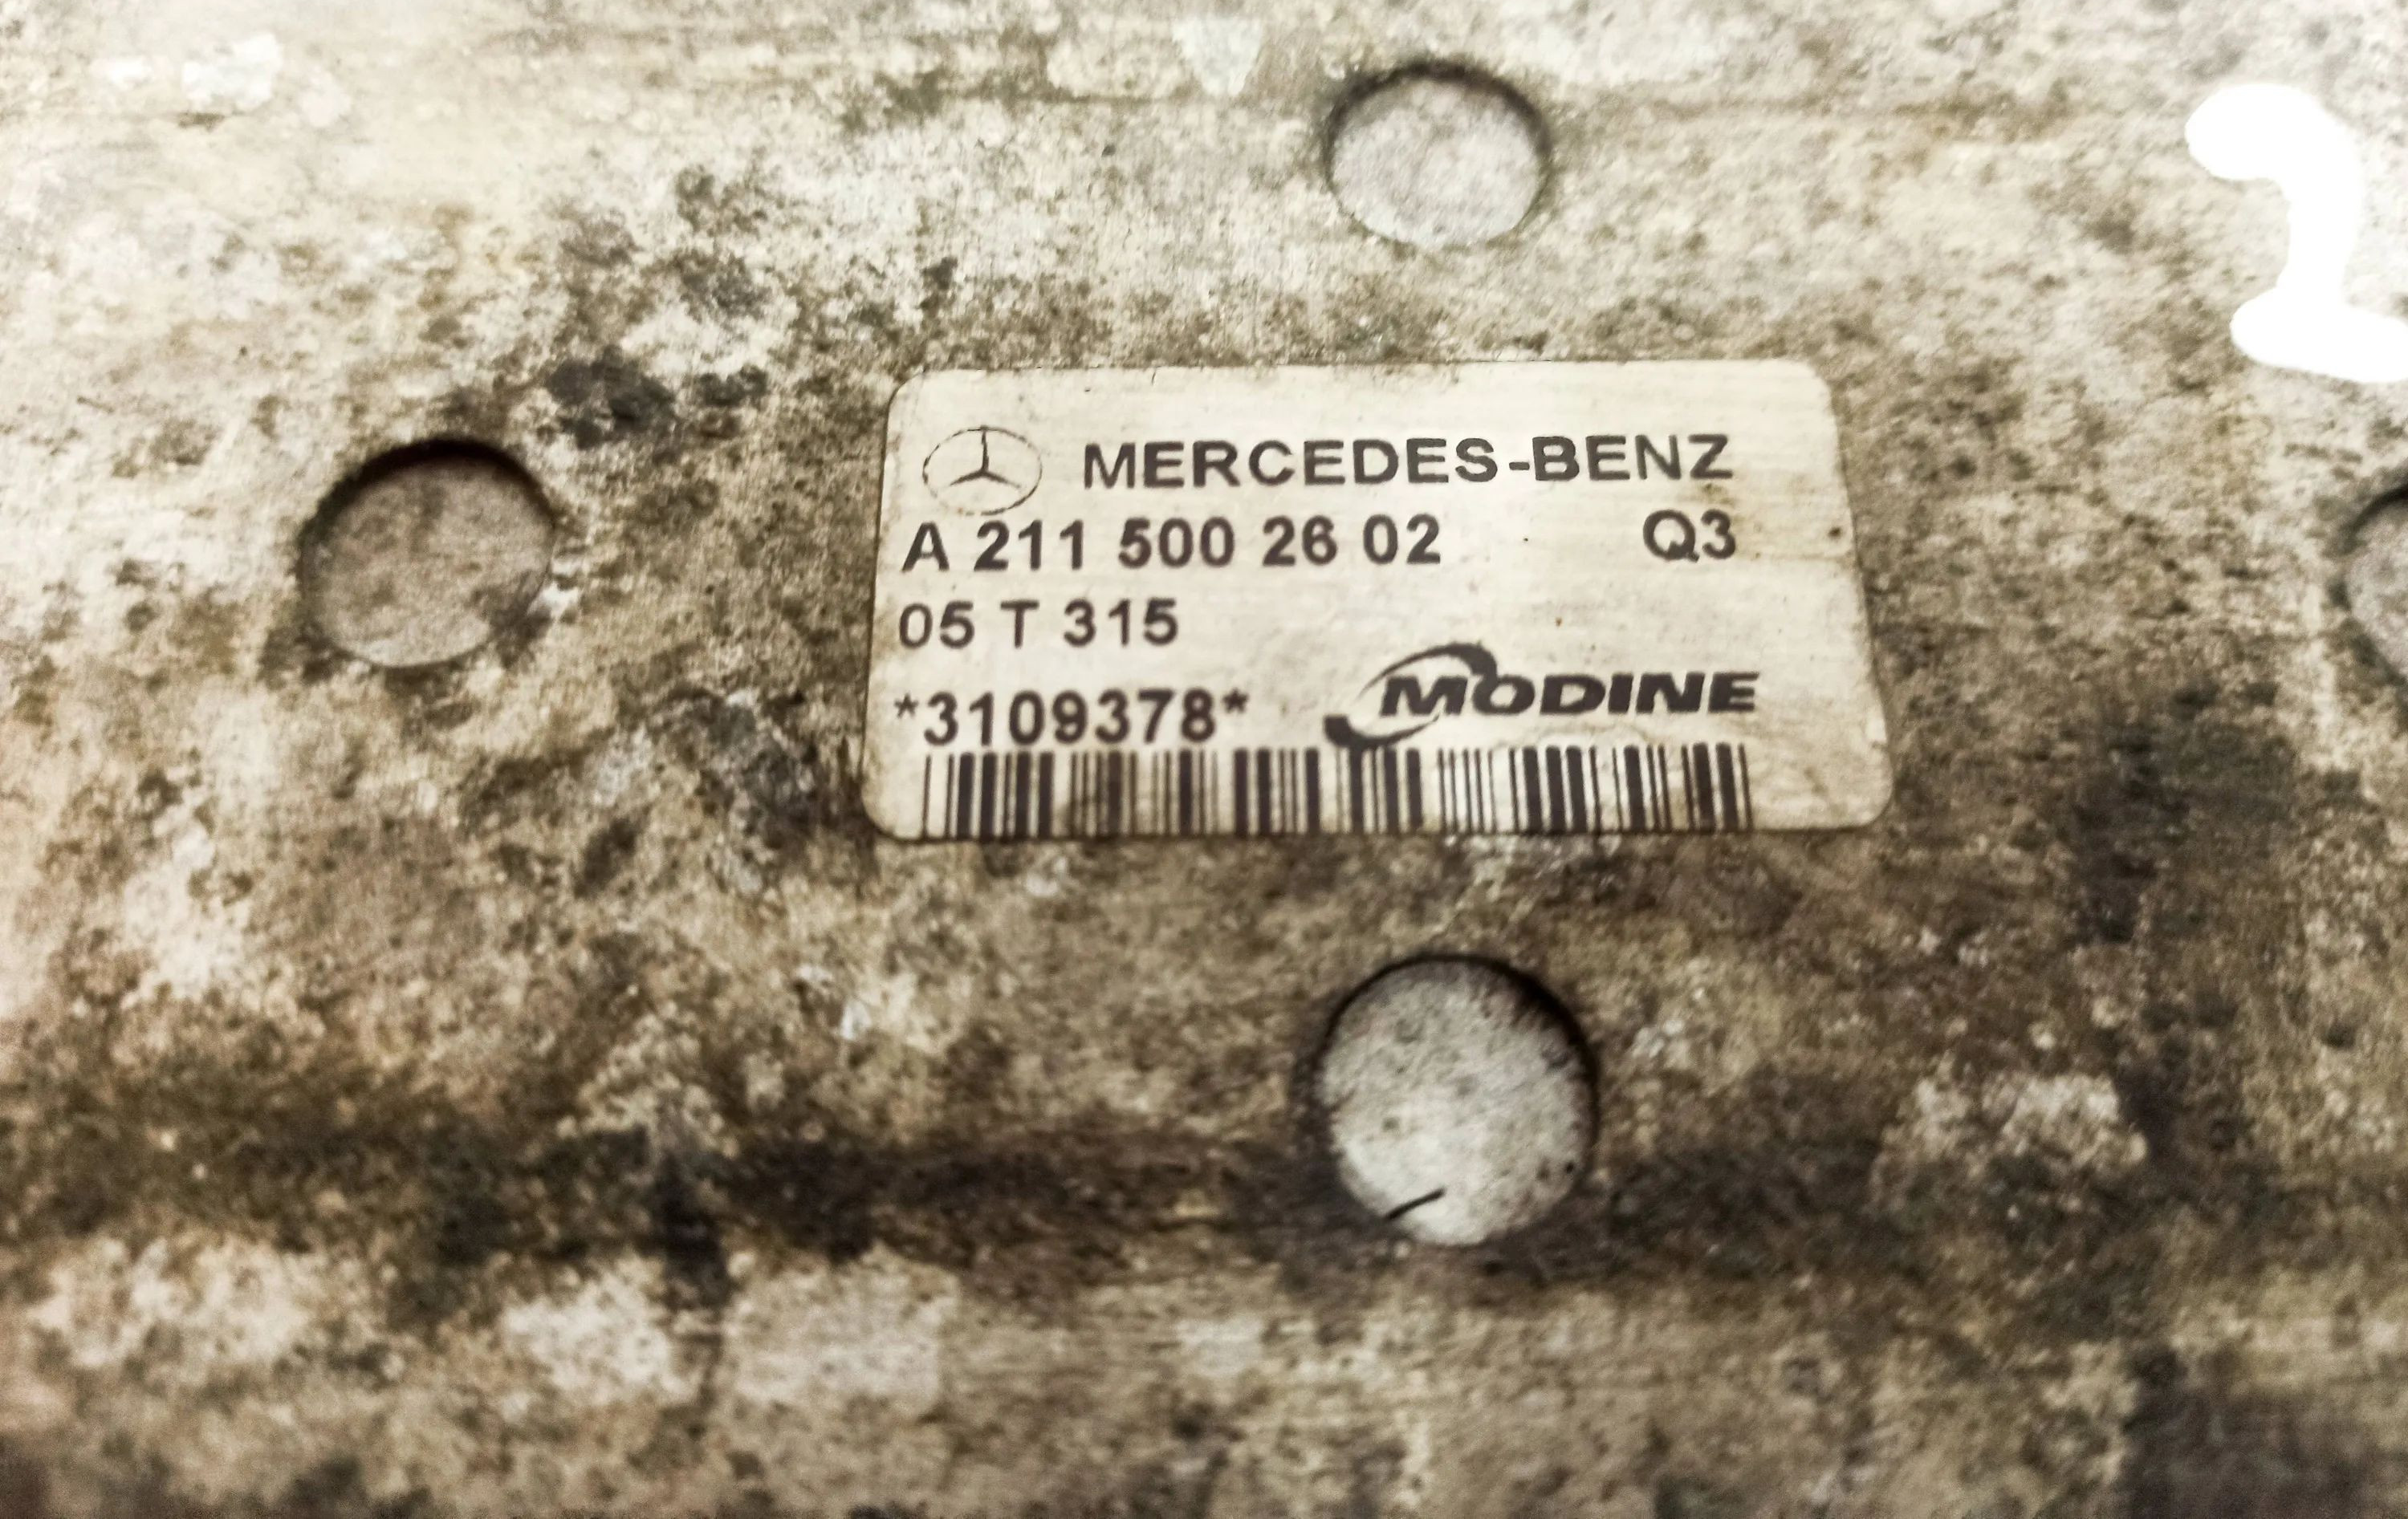 MERCEDES-BENZ
A 211 500 26 02 Q3
05 T 315
*3109378* MODINE